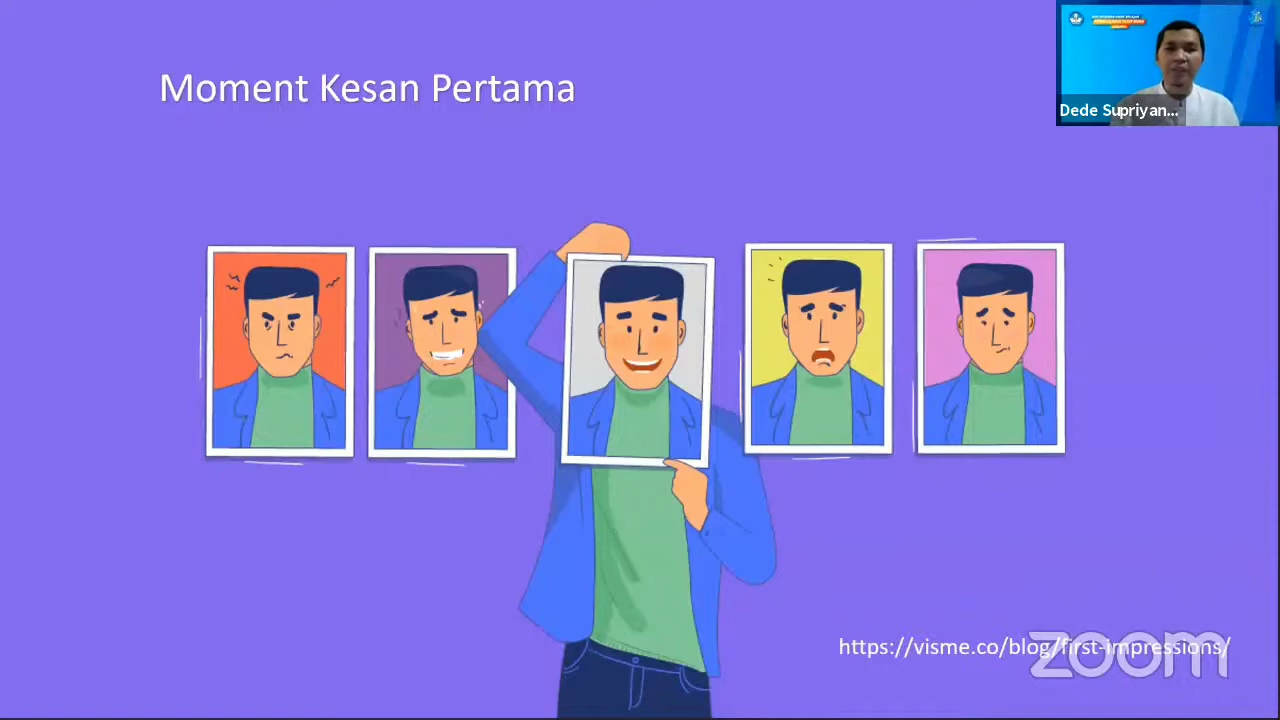 Moment Kesan Pertama
Dede Supriyan...
https://visme.co/blog/first-impressions/
zoom